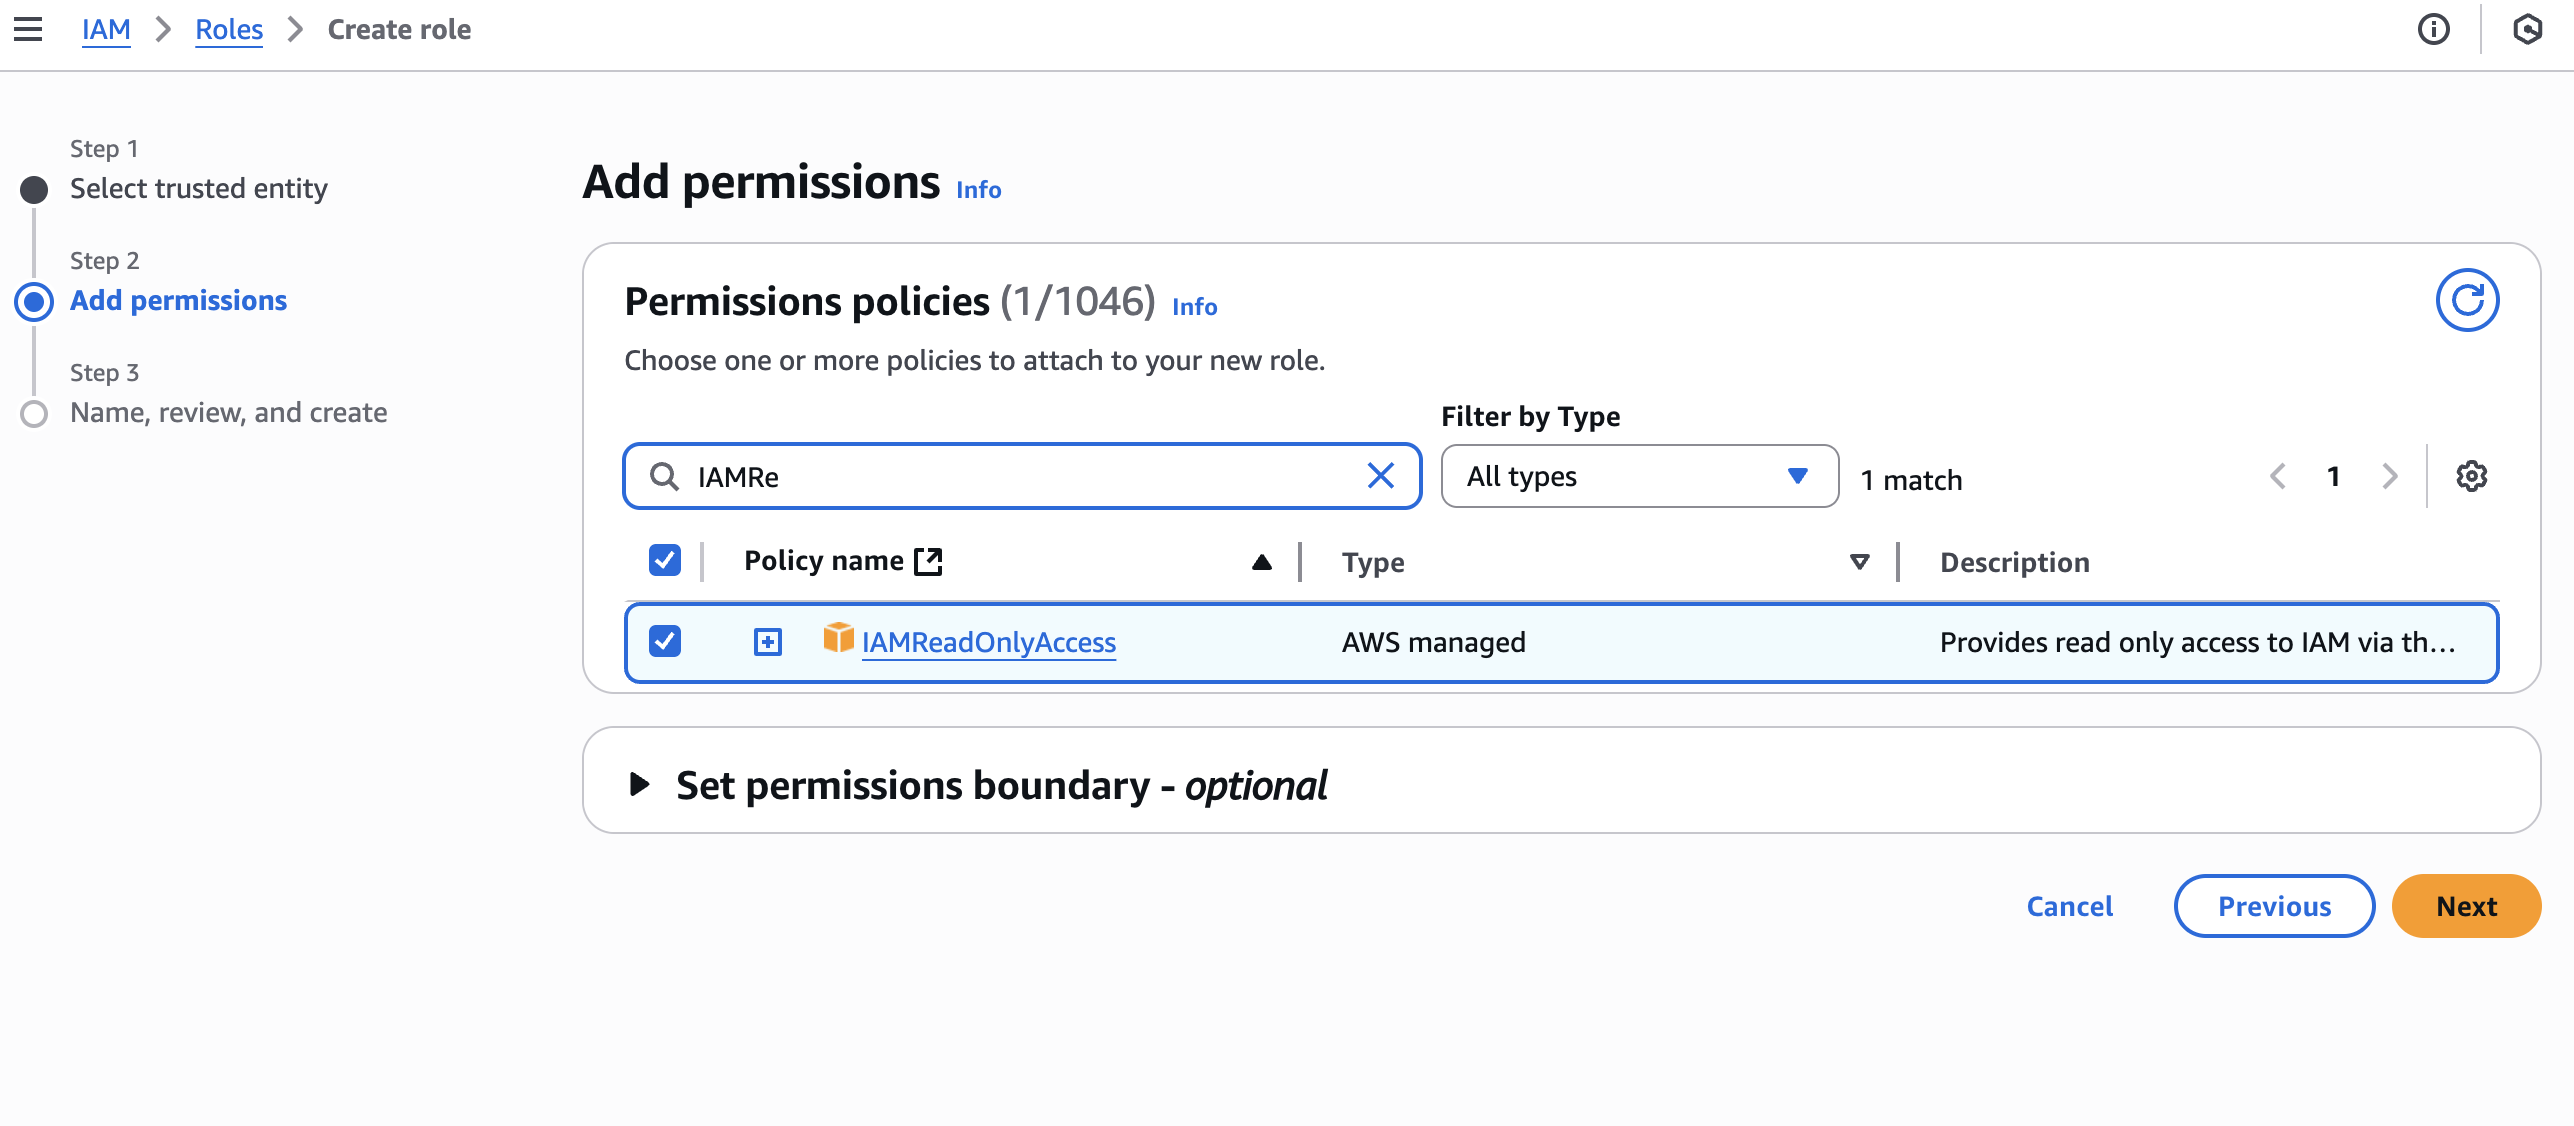 IAM > Roles > Create role
Step 1
Select trusted entity
Step 2
Add permissions
Step 3
Name, review, and create
Add permissions Info
Permissions policies (1/1046) Info
Choose one or more policies to attach to your new role.
Filter by Type
IAMRe All types 1 match 1
Policy name Type Description
IAMReadOnlyAccess AWS managed Provides read only access to IAM via th...
Set permissions boundary - optional
Cancel Previous Next